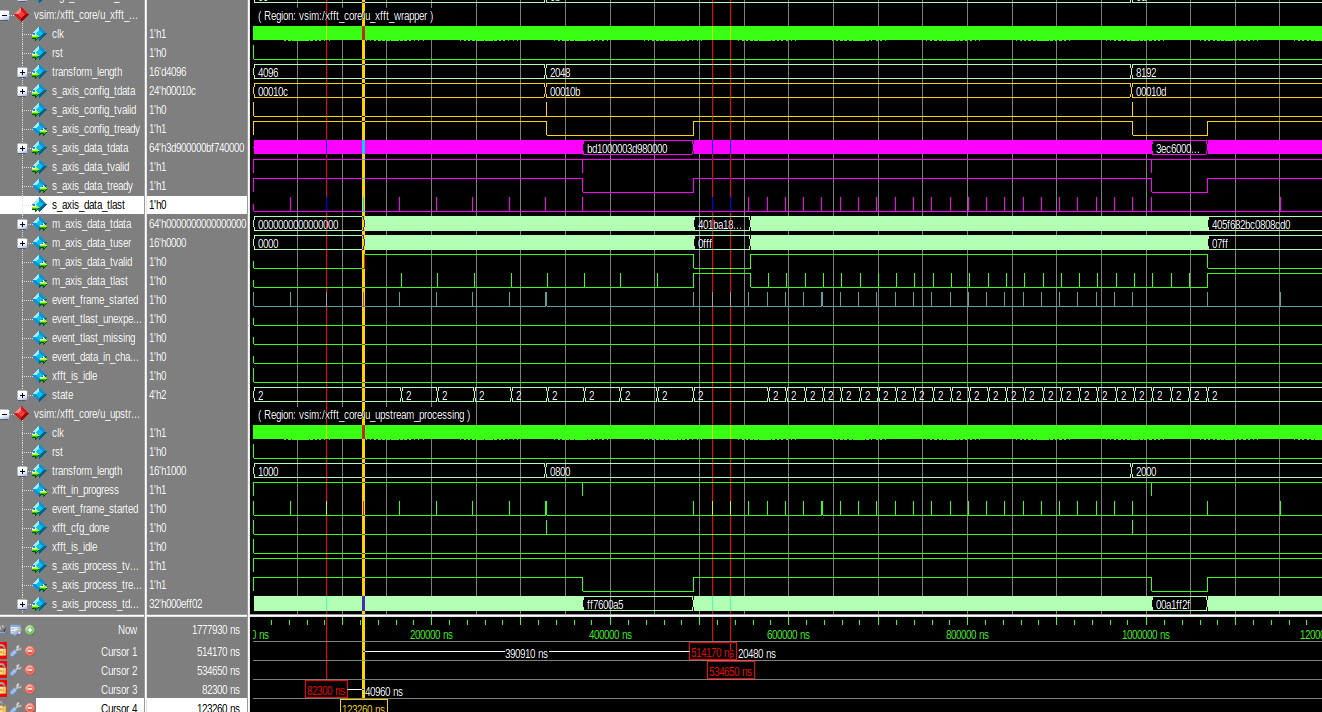 vsim:/xfft_core/u_xfft_... ( Region: vsim:/xfft_core/u_xfft_wrapper )
clk 1'h1
rst 1'h0
transform_length 16'd4096 4096 2048 8192
s_axis_config_tdata 24'h00010c 00010c 00010b 00010d
s_axis_config_tvalid 1'h0
s_axis_config_tready 1'h1
s_axis_data_tdata 64'h3d900000bf740000 bd1000003d980000 3ec6000...
s_axis_data_tvalid 1'h1
s_axis_data_tready 1'h1
s_axis_data_tlast 1'h0
m_axis_data_tdata 64'h0000000000000000 0000000000000000 401ba18... 405f682bc0808cd0
m_axis_data_tuser 16'h0000 0000 0fff 07ff
m_axis_data_tvalid 1'h0
m_axis_data_tlast 1'h0
event_frame_started 1'h0
event_tlast_unexpe... 1'h0
event_tlast_missing 1'h0
event_data_in_cha... 1'h0
xfft_is_idle 1'h0
state 4'h2 2 2 2 2 2 2 2 2 2 2 2 2 2 2 2 2 2 2 2 2 2 2 2 2 2 2 2 2 2 2 2 2 2 2
vsim:/xfft_core/u_upstr... ( Region: vsim:/xfft_core/u_upstream_processing )
clk 1'h1
rst 1'h0
transform_length 16'h1000 1000 0800 2000
xfft_in_progress 1'h1
event_frame_started 1'h0
xfft_cfg_done 1'h0
xfft_is_idle 1'h0
s_axis_process_tv... 1'h1
s_axis_process_tre... 1'h1
s_axis_process_td... 32'h000eff02 ff7600a5 00a1ff2f
Now 1777930 ns 0 ns 200000 ns 400000 ns 600000 ns 800000 ns 1000000 ns 12000
Cursor 1 514170 ns 390910 ns 514170 ns 20480 ns
Cursor 2 534650 ns 534650 ns
Cursor 3 82300 ns 82300 ns 40960 ns
Cursor 4 123260 ns 123260 ns